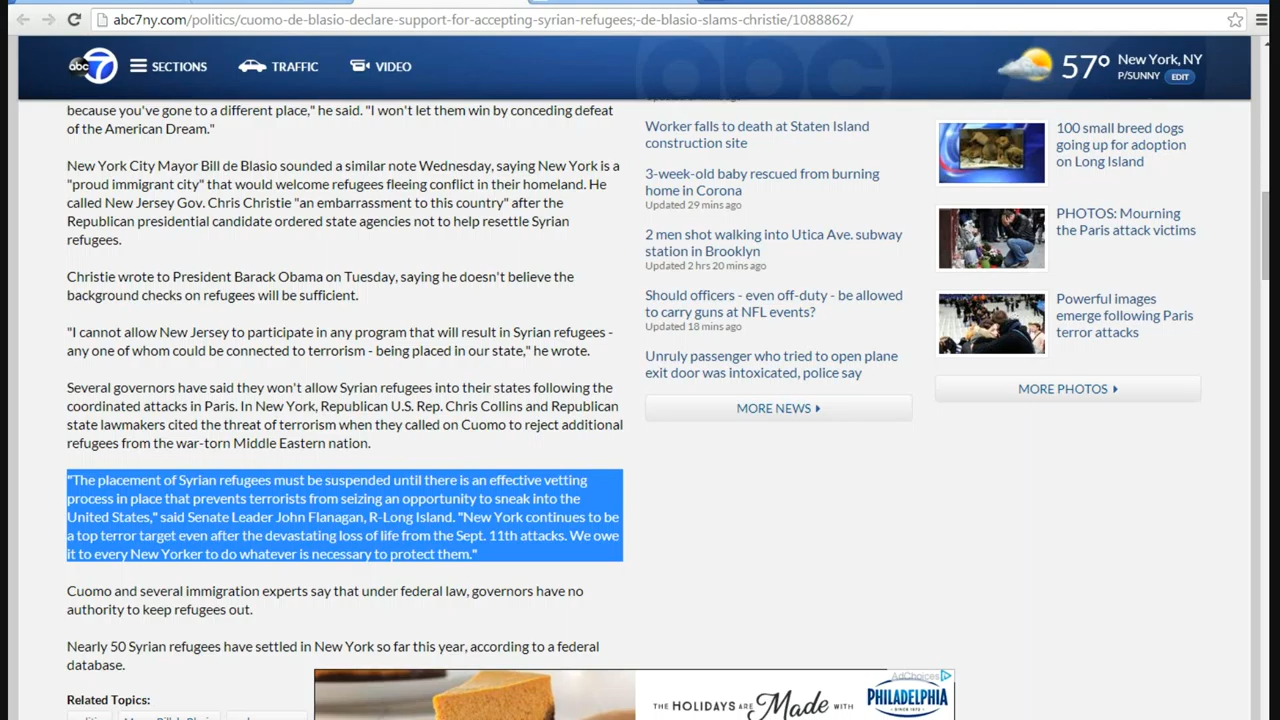 abc7ny.com/politics/cuomo-de-blasio-declare-support-for-accepting-syrian-refugees;-de-blasio-slams-christie/1088862/
abc 7
SECTIONS
TRAFFIC
VIDEO
57° New York, NY
P/SUNNY EDIT
because you've gone to a different place," he said. "I won't let them win by conceding defeat
of the American Dream."
New York City Mayor Bill de Blasio sounded a similar note Wednesday, saying New York is a
"proud immigrant city" that would welcome refugees fleeing conflict in their homeland. He
called New Jersey Gov. Chris Christie "an embarrassment to this country" after the
Republican presidential candidate ordered state agencies not to help resettle Syrian
refugees.
Christie wrote to President Barack Obama on Tuesday, saying he doesn't believe the
background checks on refugees will be sufficient.
"I cannot allow New Jersey to participate in any program that will result in Syrian refugees -
any one of whom could be connected to terrorism - being placed in our state," he wrote.
Several governors have said they won't allow Syrian refugees into their states following the
coordinated attacks in Paris. In New York, Republican U.S. Rep. Chris Collins and Republican
state lawmakers cited the threat of terrorism when they called on Cuomo to reject additional
refugees from the war-torn Middle Eastern nation.
"The placement of Syrian refugees must be suspended until there is an effective vetting
process in place that prevents terrorists from seizing an opportunity to sneak into the
United States," said Senate Leader John Flanagan, R-Long Island. "New York continues to be
a top terror target even after the devastating loss of life from the Sept. 11th attacks. We owe
it to every New Yorker to do whatever is necessary to protect them."
Cuomo and several immigration experts say that under federal law, governors have no
authority to keep refugees out.
Nearly 50 Syrian refugees have settled in New York so far this year, according to a federal
database.
Related Topics:
Worker falls to death at Staten Island
construction site
3-week-old baby rescued from burning
home in Corona
Updated 29 mins ago
2 men shot walking into Utica Ave. subway
station in Brooklyn
Updated 2 hrs 20 mins ago
Should officers - even off-duty - be allowed
to carry guns at NFL events?
Updated 18 mins ago
Unruly passenger who tried to open plane
exit door was intoxicated, police say
MORE NEWS
100 small breed dogs
going up for adoption
on Long Island
PHOTOS: Mourning
the Paris attack victims
Powerful images
emerge following Paris
terror attacks
MORE PHOTOS
AdChoices
THE HOLIDAYS ARE Made WITH
PHILADELPHIA